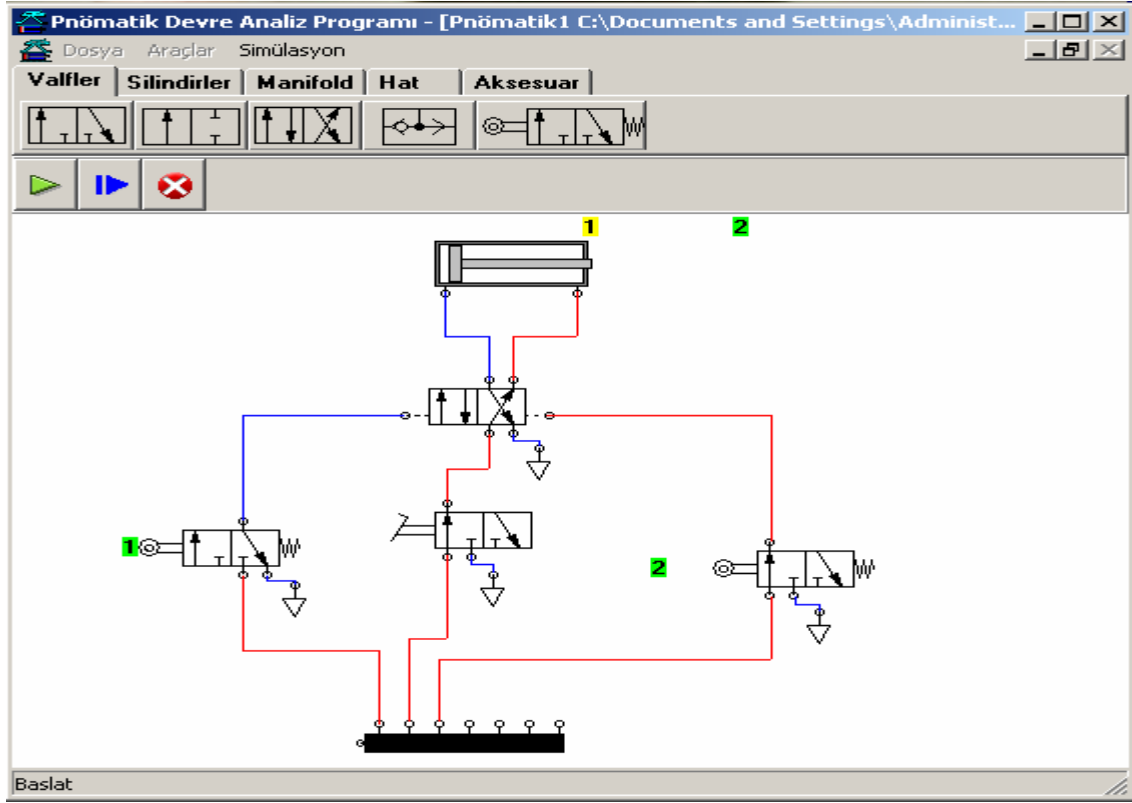 Pnömatik Devre Analiz Programı - [Pnömatik1 C:\Documents and Settings\Administ...
Dosya Araçlar Simülasyon
Valfler Silindirler Manifold Hat Aksesuar
1 2
1
2
Baslat